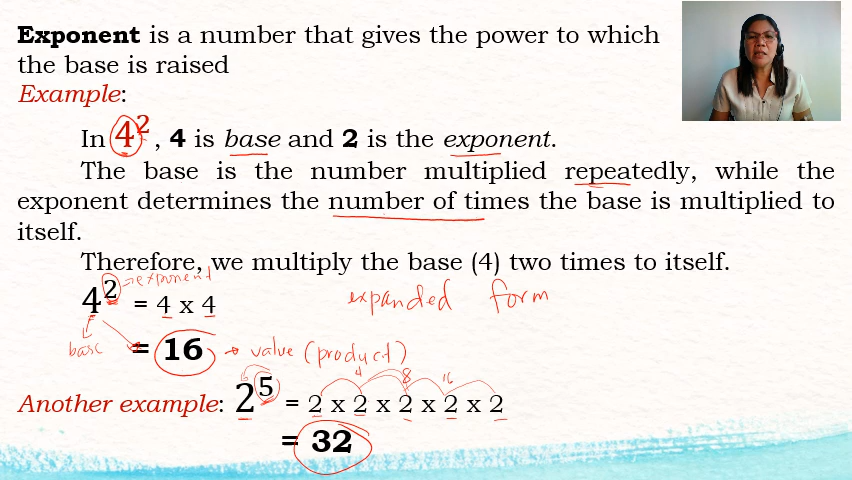 Exponent is a number that gives the power to which
the base is raised
Example:
In 4², 4 is base and 2 is the exponent.
The base is the number multiplied repeatedly, while the
exponent determines the number of times the base is multiplied to
itself.
Therefore, we multiply the base (4) two times to itself.
→ exponent
4² = 4 x 4
expanded form
base
= 16 → value (product)
4 8 16
Another example: 2⁵ = 2 x 2 x 2 x 2 x 2
= 32